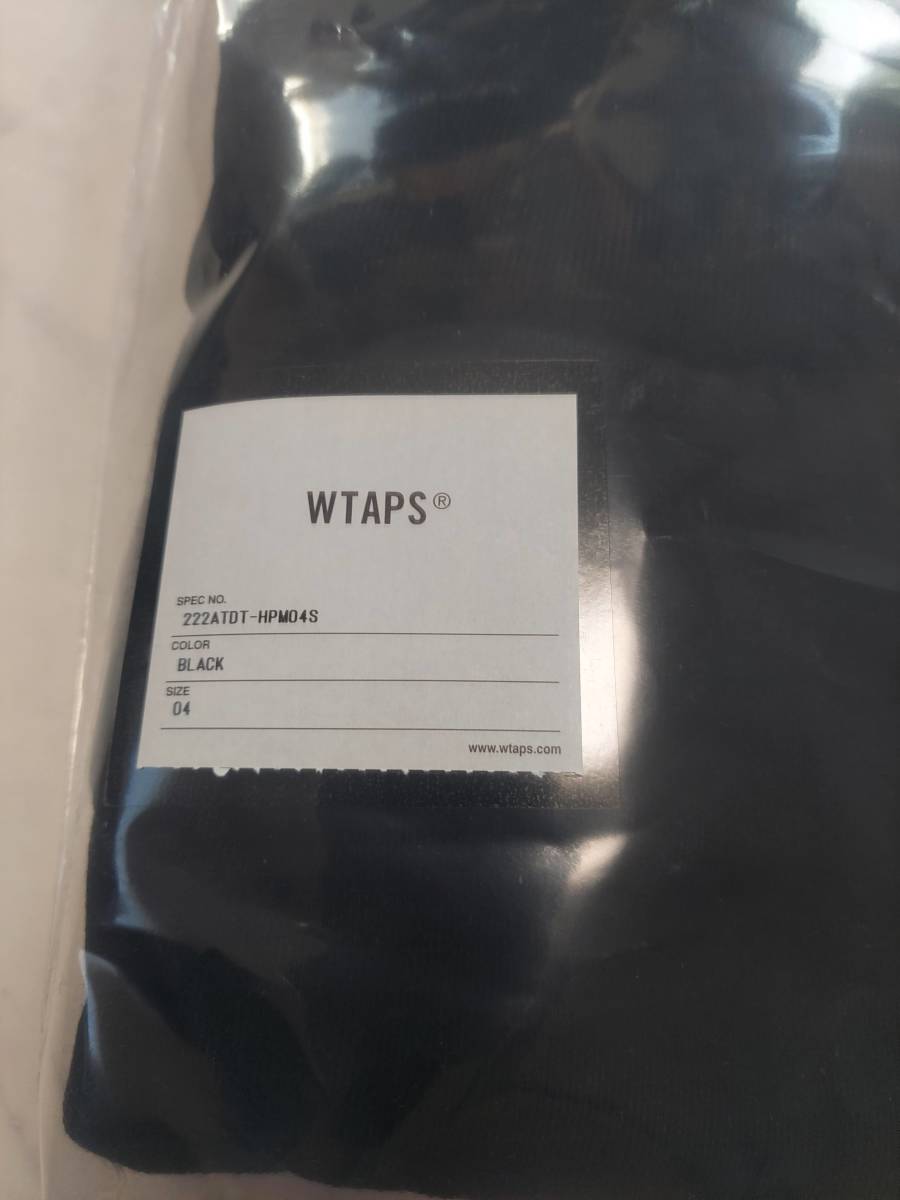 WTAPS®
SPEC NO.
222ATDT-HPM04S
COLOR
BLACK
SIZE
04
www.wtaps.com